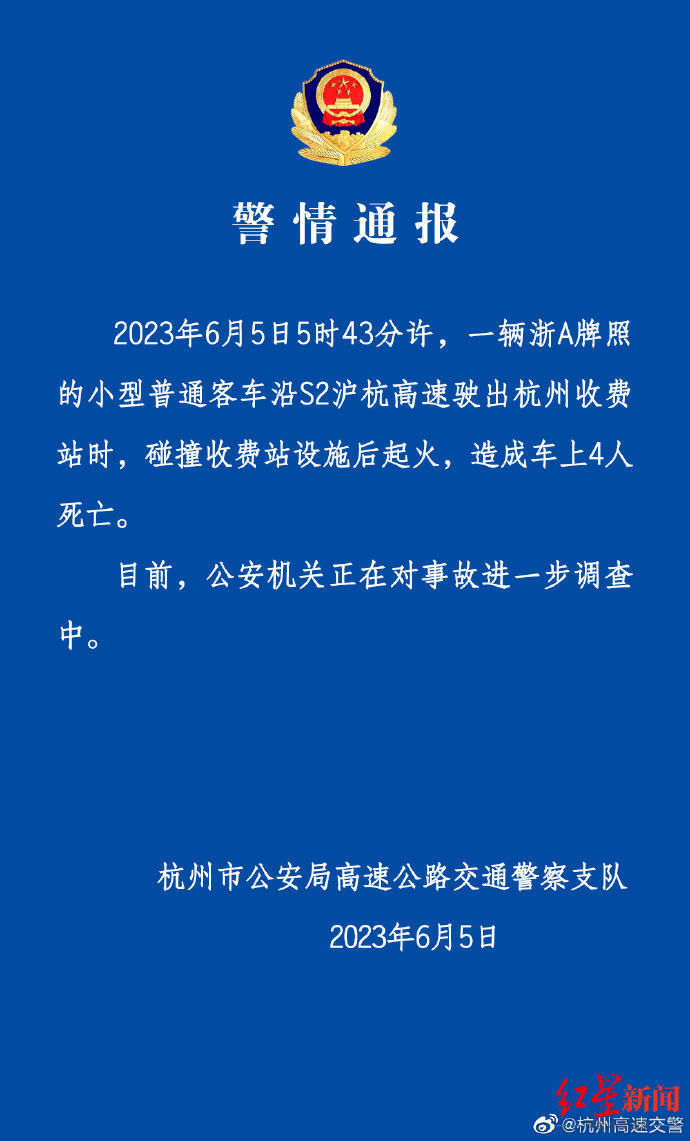 警情通报
2023年6月5日5时43分许，一辆浙A牌照
的小型普通客车沿S2沪杭高速驶出杭州收费
站时，碰撞收费站设施后起火，造成车上4人
死亡。
目前，公安机关正在对事故进一步调查
中。
杭州市公安局高速公路交通警察支队
2023年6月5日
红星新闻
@杭州高速交警